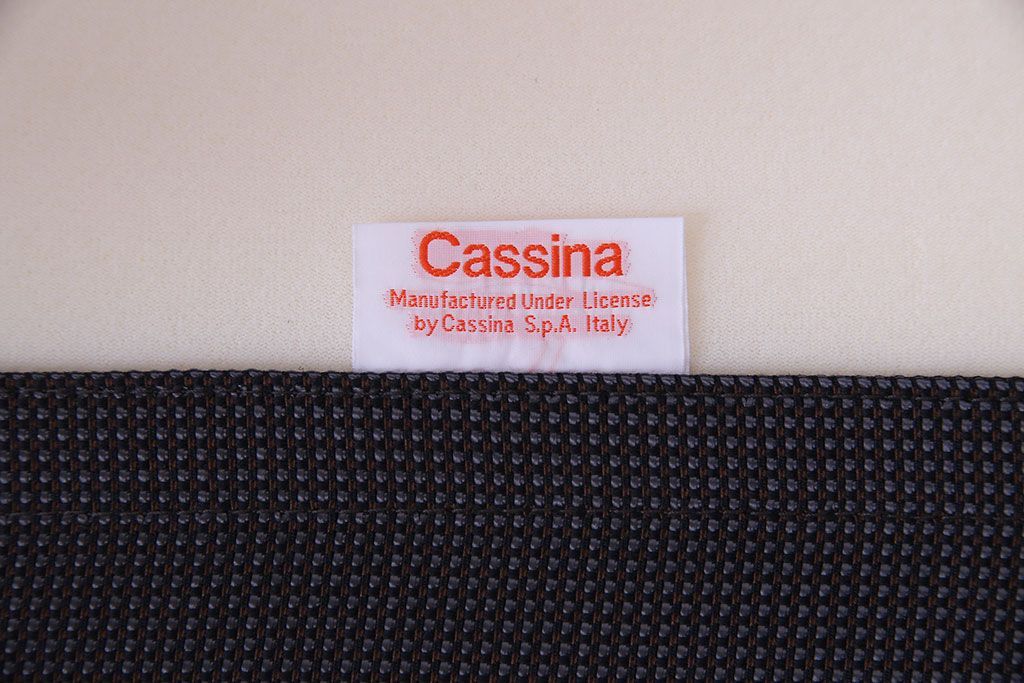 Cassina
Manufactured Under License
by Cassina S.p.A. Italy